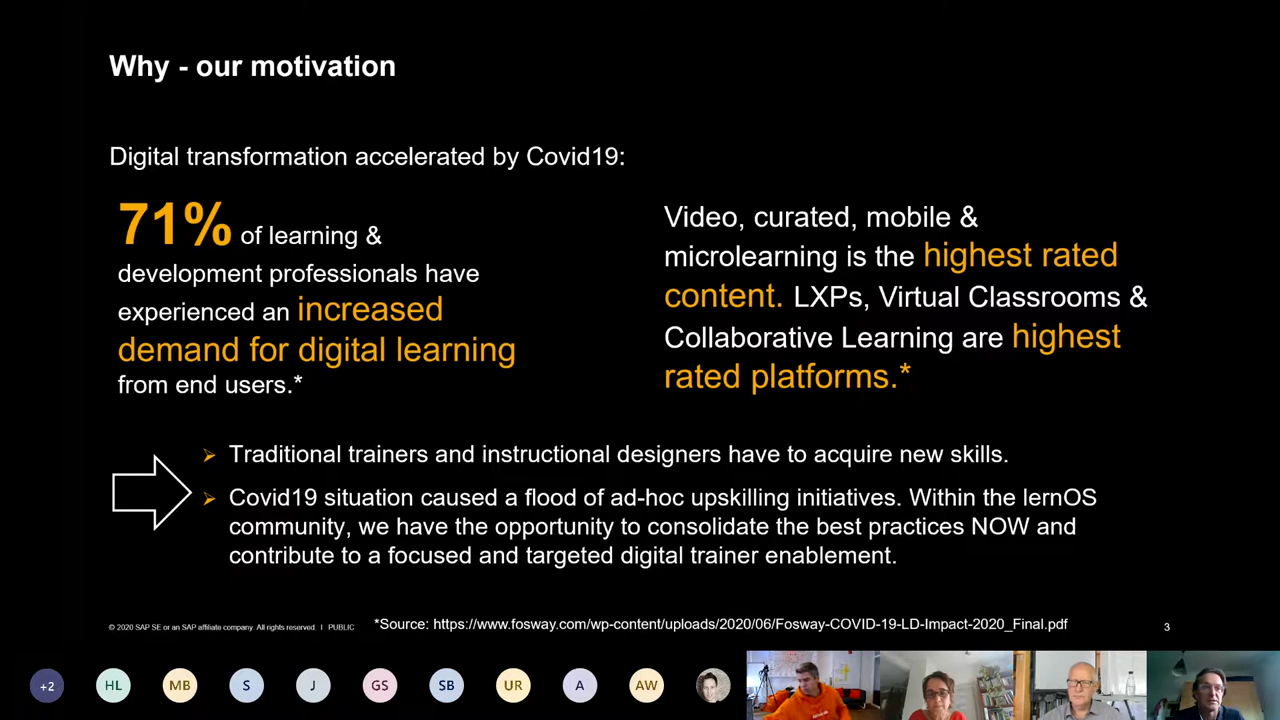 Why - our motivation
Digital transformation accelerated by Covid19:
71% of learning &
development professionals have
experienced an increased
demand for digital learning
from end users.*
Video, curated, mobile &
microlearning is the highest rated
content. LXPs, Virtual Classrooms &
Collaborative Learning are highest
rated platforms.*
Traditional trainers and instructional designers have to acquire new skills.
Covid19 situation caused a flood of ad-hoc upskilling initiatives. Within the lernOS
community, we have the opportunity to consolidate the best practices NOW and
contribute to a focused and targeted digital trainer enablement.
© 2020 SAP SE or an SAP affiliate company. All rights reserved. I PUBLIC
*Source: https://www.fosway.com/wp-content/uploads/2020/06/Fosway-COVID-19-LD-Impact-2020_Final.pdf
3
+2 HL MB S J GS SB UR A AW